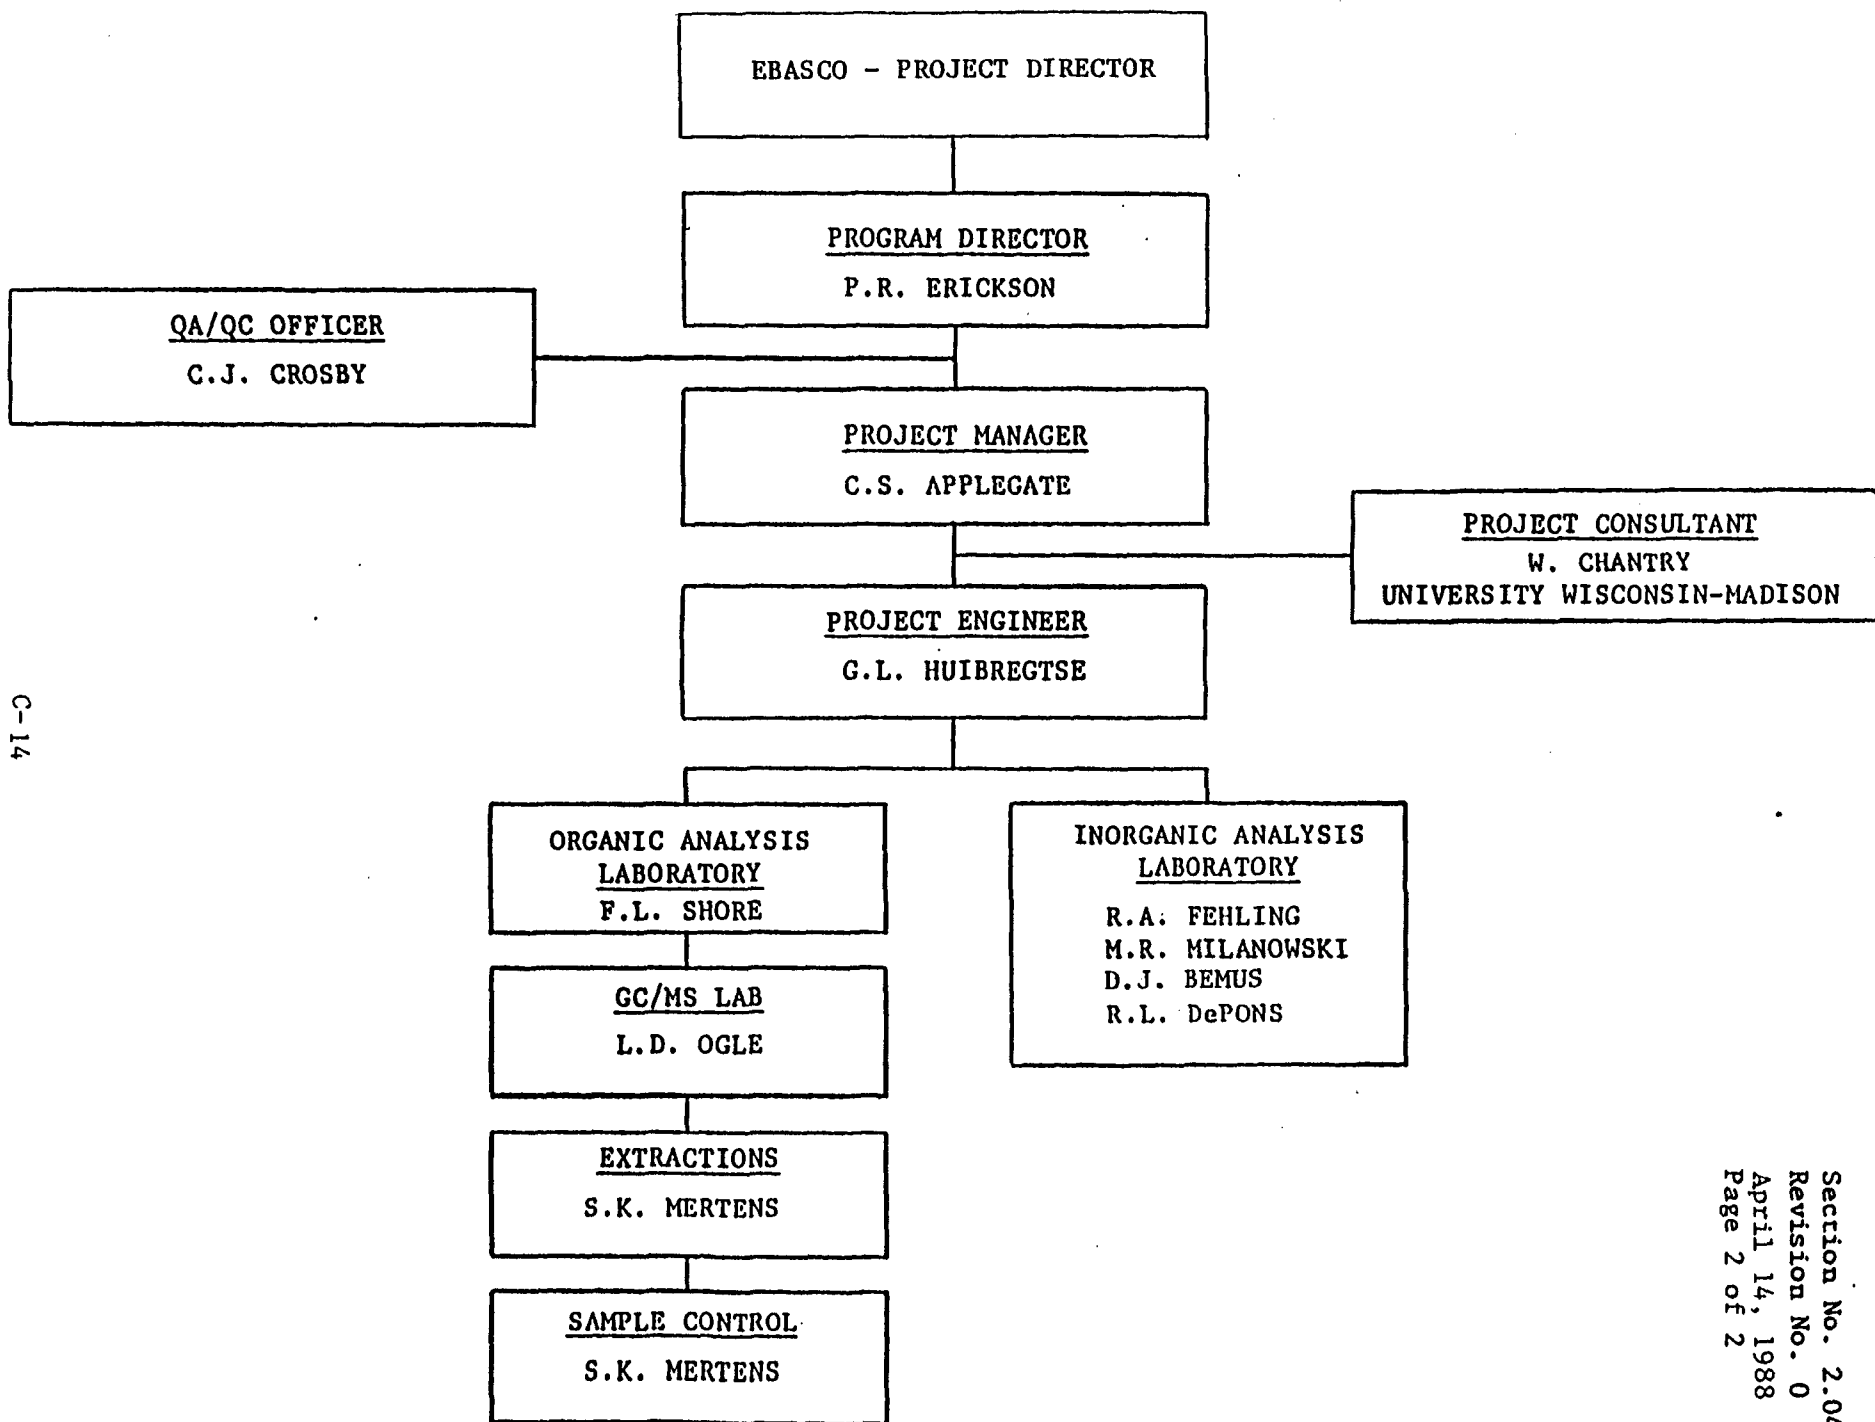 EBASCO - PROJECT DIRECTOR
PROGRAM DIRECTOR
P.R. ERICKSON
QA/QC OFFICER
C.J. CROSBY
PROJECT MANAGER
C.S. APPLEGATE
PROJECT CONSULTANT
W. CHANTRY
UNIVERSITY WISCONSIN-MADISON
PROJECT ENGINEER
G.L. HUIBREGTSE
ORGANIC ANALYSIS
LABORATORY
F.L. SHORE
INORGANIC ANALYSIS
LABORATORY
R.A. FEHLING
M.R. MILANOWSKI
D.J. BEMUS
R.L. DePONS
GC/MS LAB
L.D. OGLE
EXTRACTIONS
S.K. MERTENS
SAMPLE CONTROL
S.K. MERTENS
C-14
Section No. 2.04
Revision No. 0
April 14, 1988
Page 2 of 2